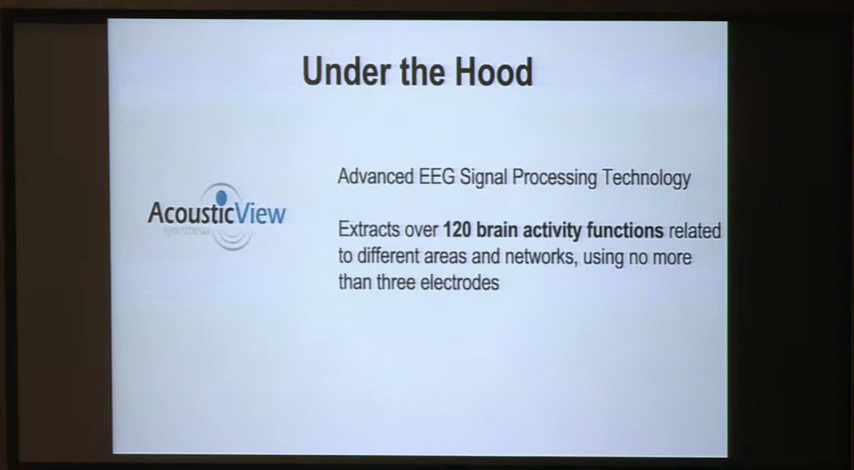 Under the Hood
Advanced EEG Signal Processing Technology
AcousticView
synesthesia
Extracts over 120 brain activity functions related
to different areas and networks, using no more
than three electrodes